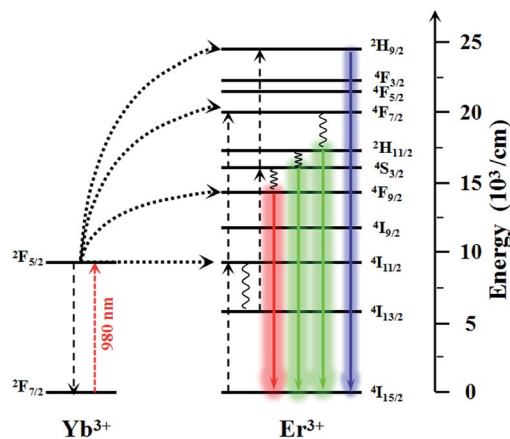 ²H₉/₂
⁴F₃/₂
⁴F₅/₂
⁴F₇/₂
²H₁₁/₂
⁴S₃/₂
⁴F₉/₂
⁴I₉/₂
²F₅/₂
⁴I₁₁/₂
⁴I₁₃/₂
980 nm
²F₇/₂
⁴I₁₅/₂
Yb³⁺
Er³⁺
25
20
15
10
5
0
Energy (10³/cm)